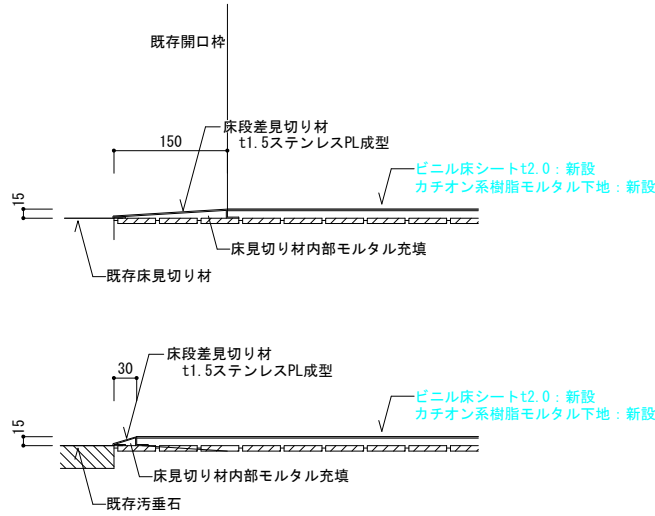 既存開口枠
床段差見切り材
t1.5ステンレスPL成型
150
ビニル床シートt2.0：新設
カチオン系樹脂モルタル下地：新設
15
床見切り材内部モルタル充填
既存床見切り材
床段差見切り材
t1.5ステンレスPL成型
30
ビニル床シートt2.0：新設
カチオン系樹脂モルタル下地：新設
15
床見切り材内部モルタル充填
既存汚垂石